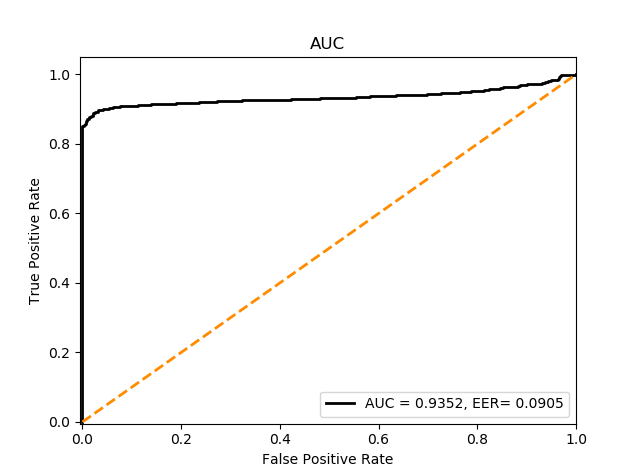 AUC
1.0
0.8
0.6
0.4
0.2
0.0
True Positive Rate
AUC = 0.9352, EER= 0.0905
0.0 0.2 0.4 0.6 0.8 1.0
False Positive Rate